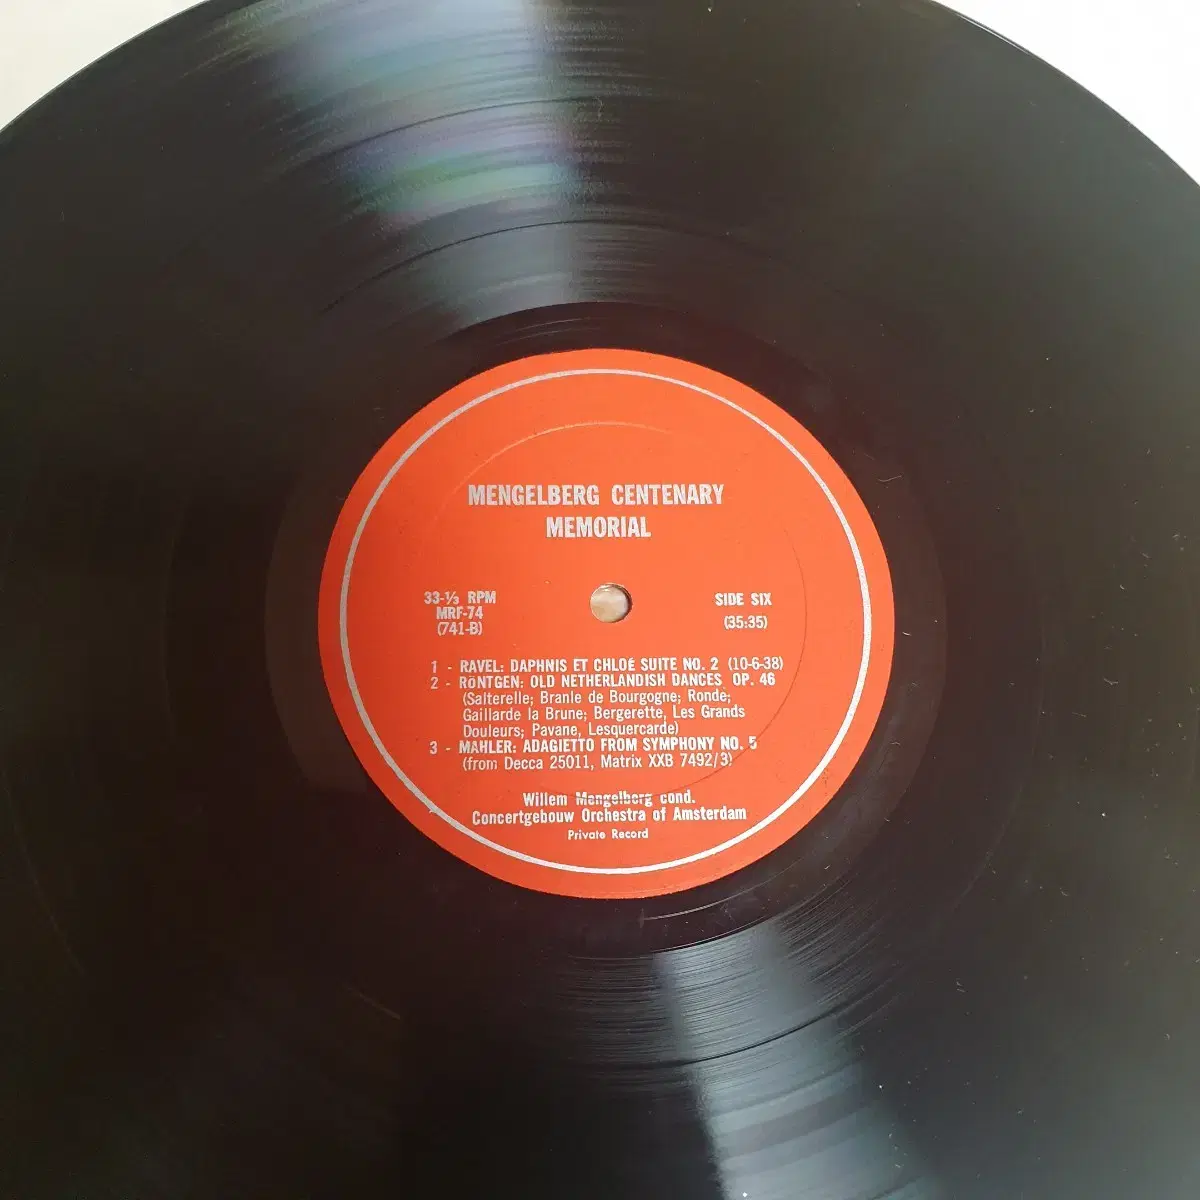 MENGELBERG CENTENARY
MEMORIAL
33-⅓ RPM
MRF-74
(741-B)
SIDE SIX
(35:35)
1 - RAVEL: DAPHNIS ET CHLOÉ SUITE NO. 2 (10-6-38)
2 - RöNTGEN: OLD NETHERLANDISH DANCES OP. 46
(Salterelle; Branle de Bourgogne; Ronde;
Gaillarde la Brune; Bergerette, Les Grands
Douleurs; Pavane, Lesquercarde)
3 - MAHLER: ADAGIETTO FROM SYMPHONY NO. 5
(from Decca 25011, Matrix XXB 7492/3)
Willem Mengelberg cond.
Concertgebouw Orchestra of Amsterdam
Private Record